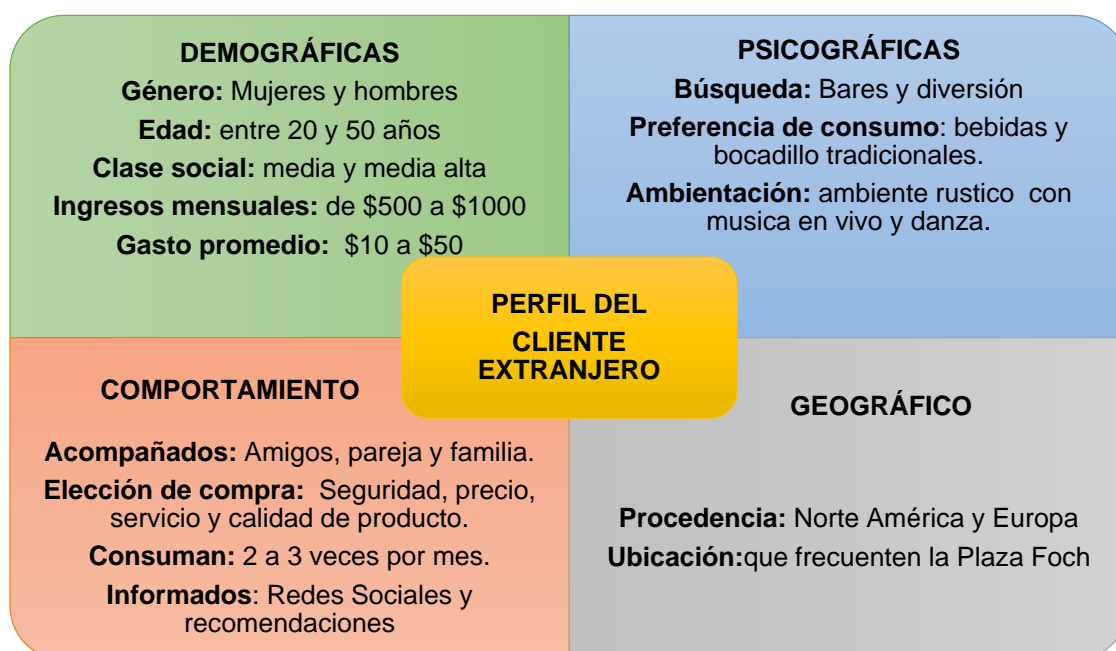 DEMOGRÁFICAS
Género: Mujeres y hombres
Edad: entre 20 y 50 años
Clase social: media y media alta
Ingresos mensuales: de $500 a $1000
Gasto promedio:  $10 a $50
PSICOGRÁFICAS
Búsqueda: Bares y diversión
Preferencia de consumo: bebidas y
bocadillo tradicionales.
Ambientación: ambiente rustico  con
musica en vivo y danza.
PERFIL DEL
CLIENTE
EXTRANJERO
COMPORTAMIENTO
Acompañados: Amigos, pareja y familia.
Elección de compra:  Seguridad, precio,
servicio y calidad de producto.
Consuman: 2 a 3 veces por mes.
Informados: Redes Sociales y
recomendaciones
GEOGRÁFICO
Procedencia: Norte América y Europa
Ubicación:que frecuenten la Plaza Foch